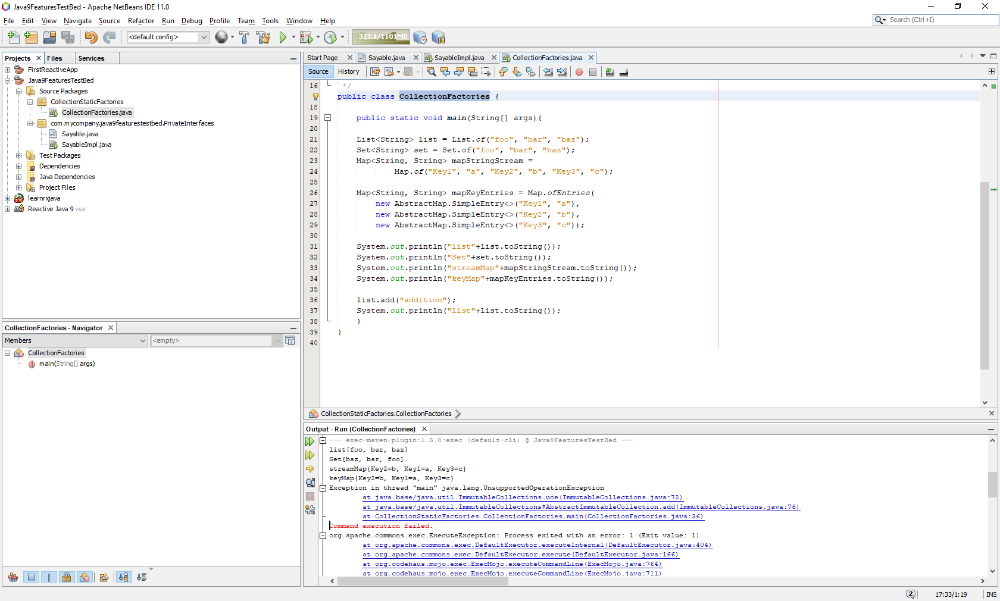 Java9FeaturesTestBed - Apache NetBeans IDE 11.0
File Edit View Navigate Source Refactor Run Debug Profile Team Tools Window Help
Search (Ctrl+I)
<default config>
327.1/1101MB
Projects Files Services
FirstReactiveApp
Java9FeaturesTestBed
Source Packages
CollectionStaticFactories
CollectionFactories.java
com.mycompany.java9featurestestbed.PrivateInterfaces
Sayable.java
SayableImpl.java
Test Packages
Dependencies
Java Dependencies
Project Files
learnrxjava
Reactive Java 9 war
CollectionFactories - Navigator
Members <empty>
CollectionFactories
main(String[] args)
Start Page Sayable.java SayableImpl.java CollectionFactories.java
Source History
16 */
public class CollectionFactories {
18
19 public static void main(String[] args){
20
21 List<String> list = List.of("foo", "bar", "baz");
22 Set<String> set = Set.of("foo", "bar", "baz");
23 Map<String, String> mapStringStream =
24 Map.of("Key1", "a", "Key2", "b", "Key3", "c");
25
26 Map<String, String> mapKeyEntries = Map.ofEntries(
27 new AbstractMap.SimpleEntry<>("Key1", "a"),
28 new AbstractMap.SimpleEntry<>("Key2", "b"),
29 new AbstractMap.SimpleEntry<>("Key3", "c"));
30
31 System.out.println("list"+list.toString());
32 System.out.println("Set"+set.toString());
33 System.out.println("streamMap"+mapStringStream.toString());
34 System.out.println("keyMap"+mapKeyEntries.toString());
35
36 list.add("addition");
37 System.out.println("list"+list.toString());
38 }
39 }
40
CollectionStaticFactories.CollectionFactories
Output - Run (CollectionFactories)
--- exec-maven-plugin:1.5.0:exec (default-cli) @ Java9FeaturesTestBed ---
list[foo, bar, baz]
Set[baz, bar, foo]
streamMap{Key2=b, Key1=a, Key3=c}
keyMap{Key2=b, Key1=a, Key3=c}
Exception in thread "main" java.lang.UnsupportedOperationException
at java.base/java.util.ImmutableCollections.uoe(ImmutableCollections.java:72)
at java.base/java.util.ImmutableCollections$AbstractImmutableCollection.add(ImmutableCollections.java:76)
at CollectionStaticFactories.CollectionFactories.main(CollectionFactories.java:36)
Command execution failed.
org.apache.commons.exec.ExecuteException: Process exited with an error: 1 (Exit value: 1)
at org.apache.commons.exec.DefaultExecutor.executeInternal(DefaultExecutor.java:404)
at org.apache.commons.exec.DefaultExecutor.execute(DefaultExecutor.java:166)
at org.codehaus.mojo.exec.ExecMojo.executeCommandLine(ExecMojo.java:764)
at org.codehaus.mojo.exec.ExecMojo.executeCommandLine(ExecMojo.java:711)
2 17:33/1:19 INS